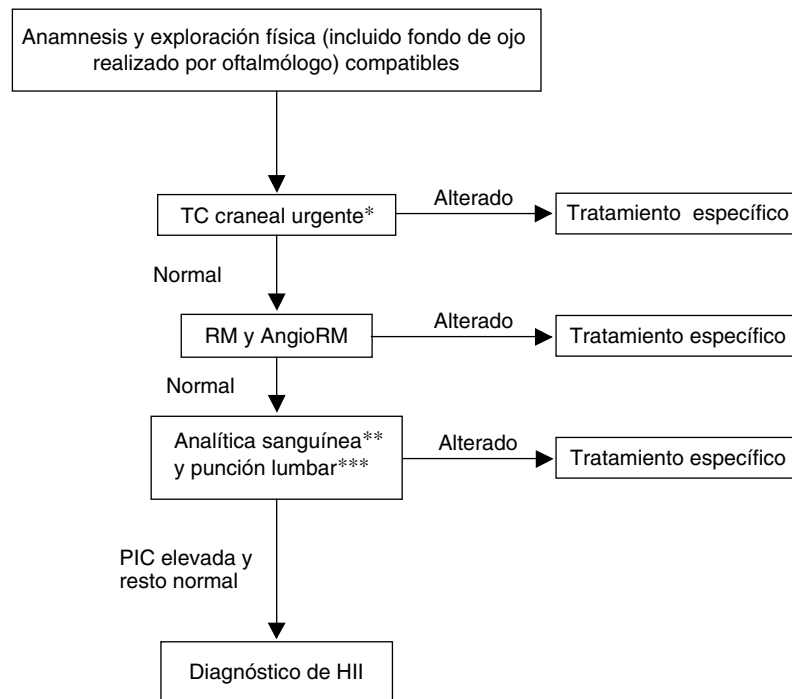 Anamnesis y exploración física (incluido fondo de ojo
realizado por oftalmólogo) compatibles
TC craneal urgente*
Alterado
Tratamiento específico
Normal
RM y AngioRM
Alterado
Tratamiento específico
Normal
Analítica sanguínea**
y punción lumbar***
Alterado
Tratamiento específico
PIC elevada y
resto normal
Diagnóstico de HII